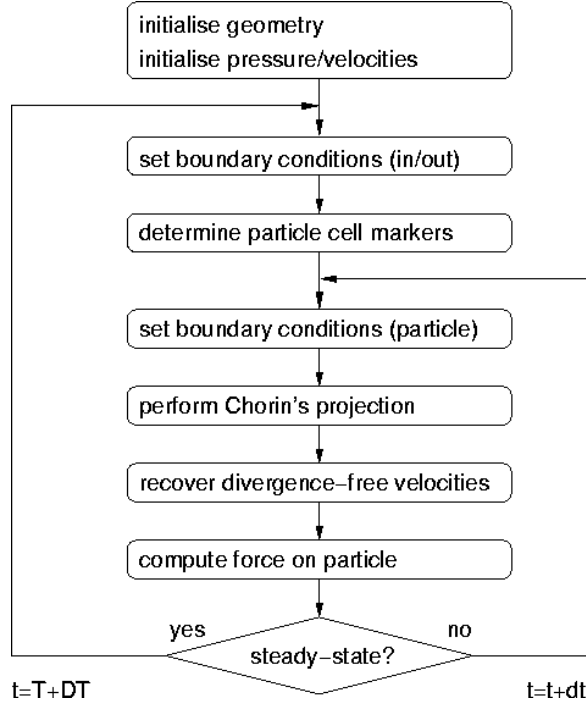 initialise geometry
initialise pressure/velocities
set boundary conditions (in/out)
determine particle cell markers
set boundary conditions (particle)
perform Chorin's projection
recover divergence−free velocities
compute force on particle
yes
no
steady−state?
t=T+DT
t=t+dt